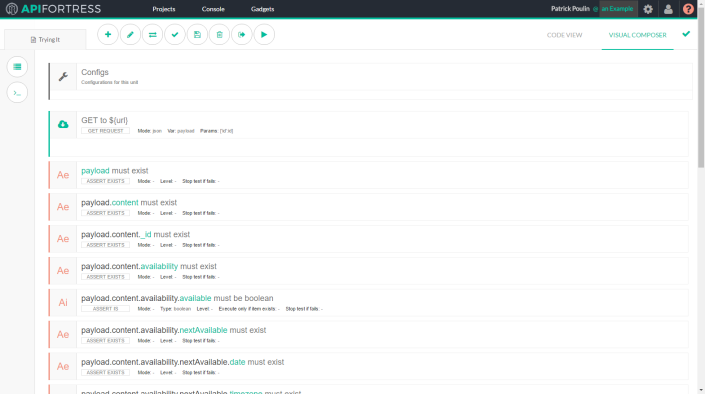 APIFORTRESS Projects Console Gadgets Patrick Poulin @ an Example ?
Trying It CODE VIEW VISUAL COMPOSER
Configs
Configurations for this unit
GET to ${url}
GET REQUEST Mode: json Var: payload Params: {'id':id}
Ae payload must exist
ASSERT EXISTS Mode: - Level: - Stop test if fails: -
Ae payload.content must exist
ASSERT EXISTS Mode: - Level: - Stop test if fails: -
Ae payload.content._id must exist
ASSERT EXISTS Mode: - Level: - Stop test if fails: -
Ae payload.content.availability must exist
ASSERT EXISTS Mode: - Level: - Stop test if fails: -
Ai payload.content.availability.available must be boolean
ASSERT IS Mode: - Type: boolean Level: - Execute only if item exists: - Stop test if fails: -
Ae payload.content.availability.nextAvailable must exist
ASSERT EXISTS Mode: - Level: - Stop test if fails: -
Ae payload.content.availability.nextAvailable.date must exist
ASSERT EXISTS Mode: - Level: - Stop test if fails: -
payload.content.availability.nextAvailable.timezone must exist